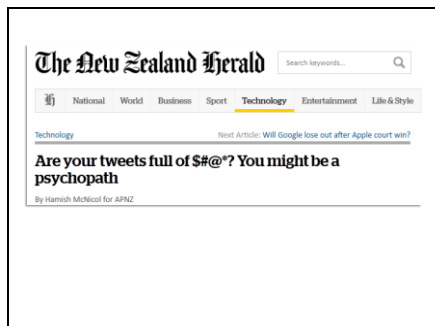 The New Zealand Herald
Search keywords...
National World Business Sport Technology Entertainment Life & Style
Technology
Next Article: Will Google lose out after Apple court win?
Are your tweets full of $#@*? You might be a
psychopath
By Hamish McNicol for APNZ